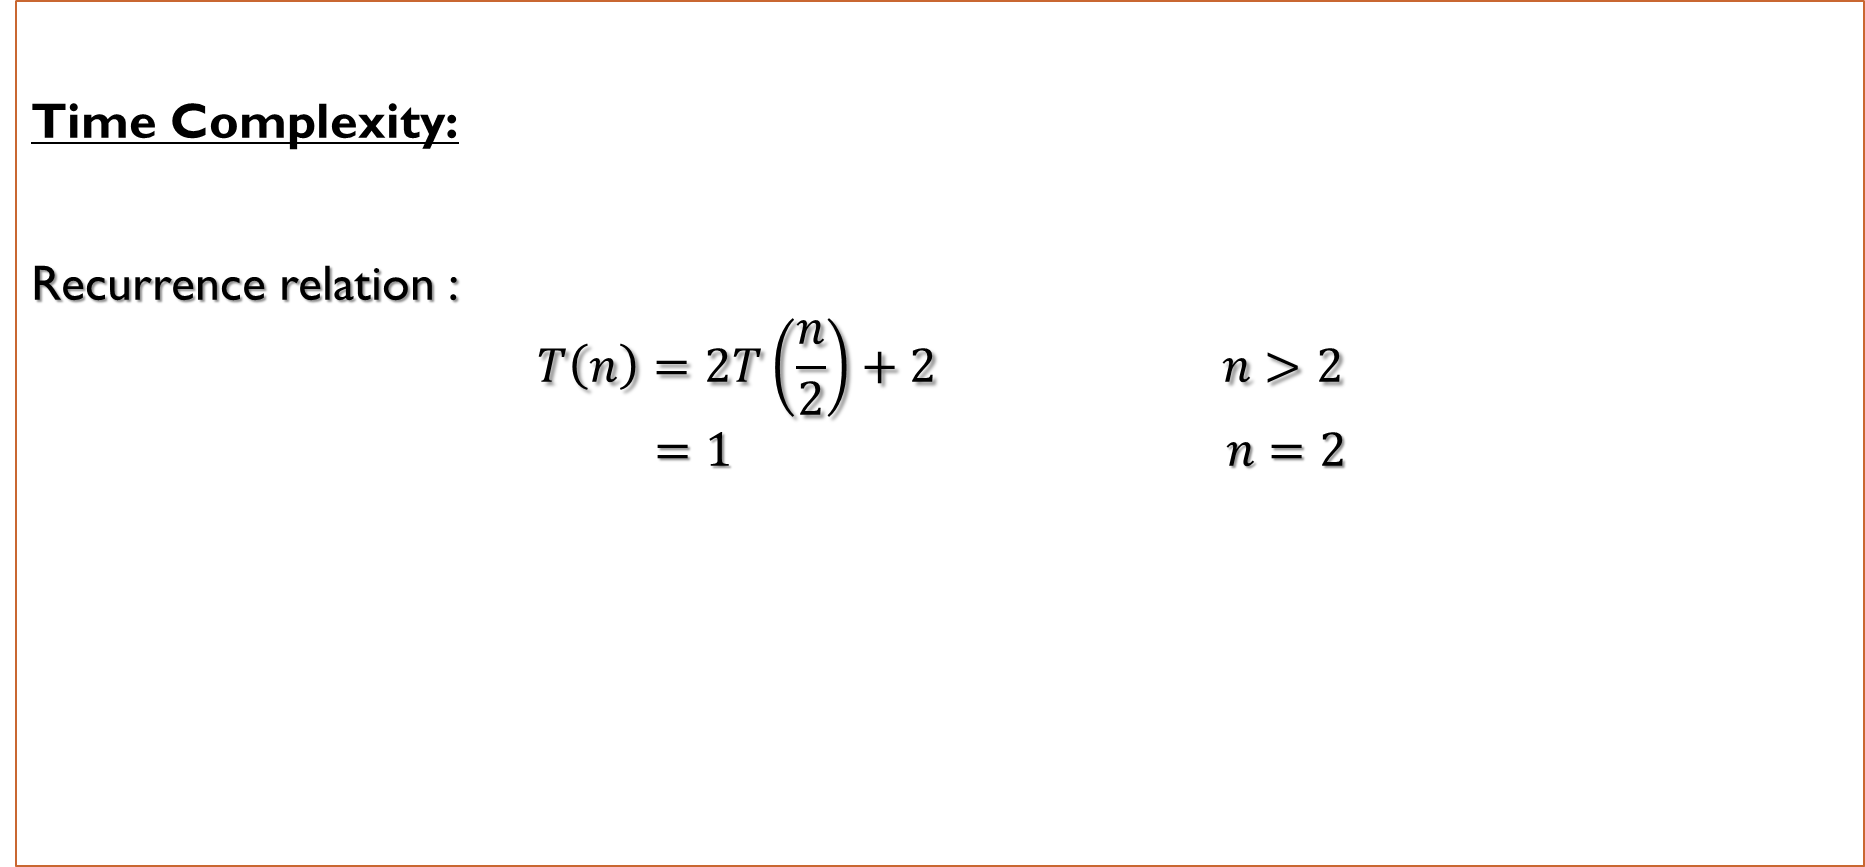 Time Complexity:
Recurrence relation :
T(n) = 2T(n/2) + 2 n > 2
= 1 n = 2